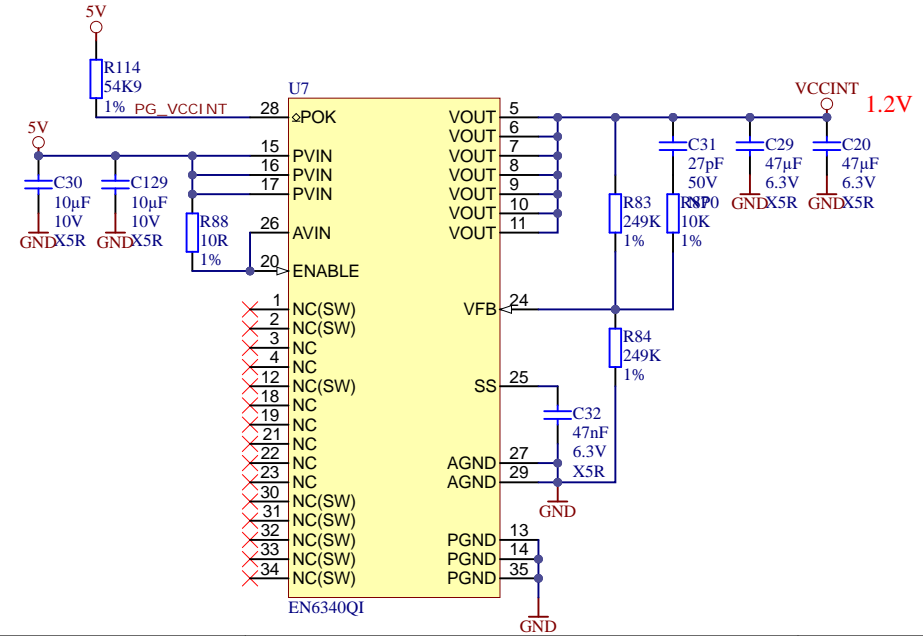 5V
R114
54K9
1%
PG_VCCINT
5V
C30
10µF
10V
X5R
GND
C129
10µF
10V
X5R
GND
R88
10R
1%
U7
28
POK
15
PVIN
16
PVIN
17
PVIN
26
AVIN
20
ENABLE
1
NC(SW)
2
NC(SW)
3
NC
4
NC
12
NC(SW)
18
NC
19
NC
21
NC
22
NC
23
NC
30
NC(SW)
31
NC(SW)
32
NC(SW)
33
NC(SW)
34
NC(SW)
EN6340QI
VOUT
5
VOUT
6
VOUT
7
VOUT
8
VOUT
9
VOUT
10
VOUT
11
VFB
24
SS
25
AGND
27
AGND
29
PGND
13
PGND
14
PGND
35
GND
C32
47nF
6.3V
X5R
GND
R83
249K
1%
R84
249K
1%
C31
27pF
50V
NP0
10K
1%
C29
47µF
6.3V
X5R
GND
C20
47µF
6.3V
X5R
GND
VCCINT
1.2V